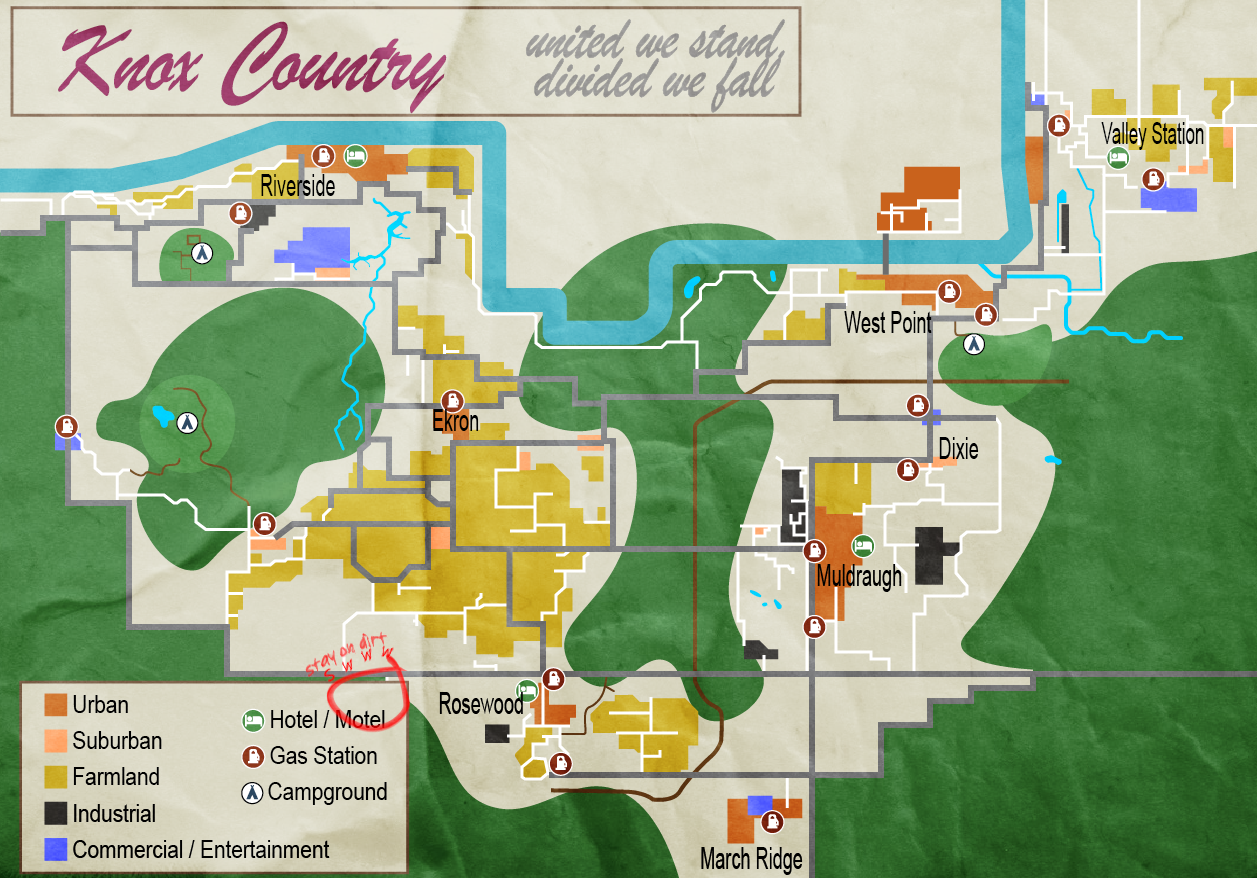 Knox Country
united we stand
divided we fall
Valley Station
Riverside
West Point
Ekron
Dixie
Muldraugh
stay on dirt
S W W W
Rosewood
Urban
Suburban
Farmland
Industrial
Commercial / Entertainment
Hotel / Motel
Gas Station
Campground
March Ridge